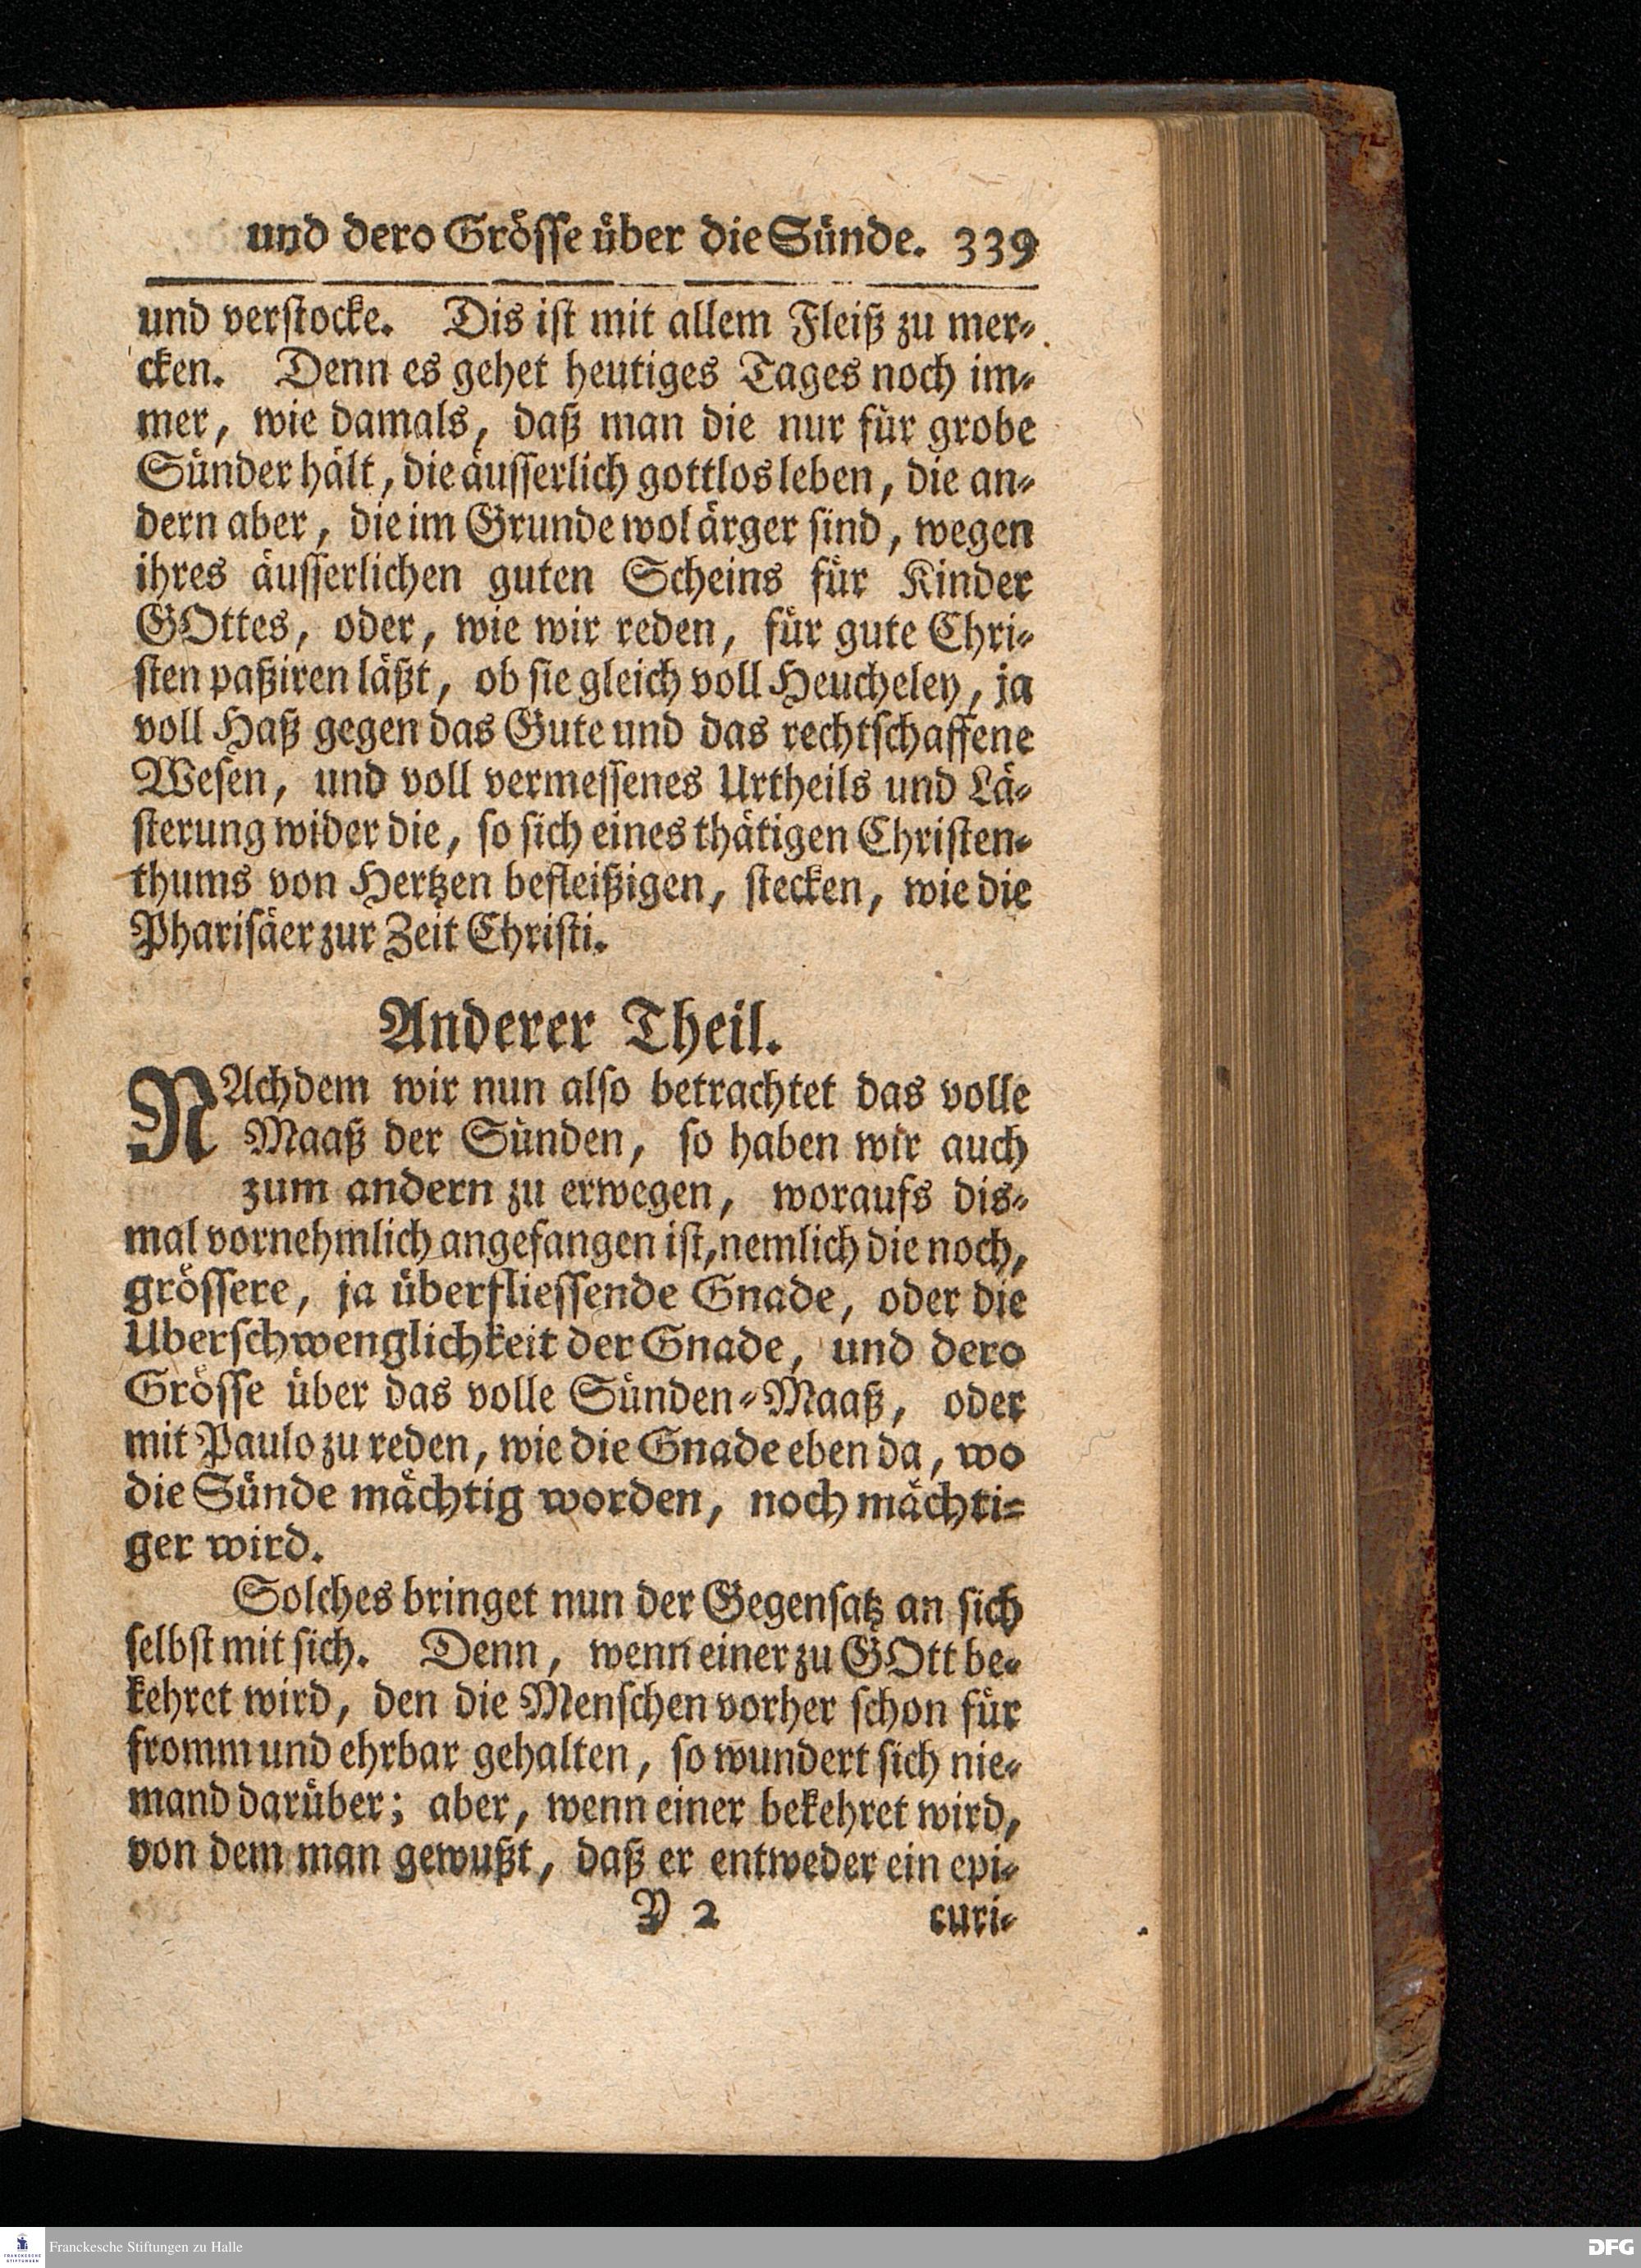 und dero Grösse über die Sünde. 339
und verstocke. Dis ist mit allem Fleiß zu mer-
cken. Denn es gehet heutiges Tages noch im-
mer, wie damals, daß man die nur für grobe
Sünder hält, die äusserlich gottlos leben, die an-
dern aber, die im Grunde wol ärger sind, wegen
ihres äusserlichen guten Scheins für Kinder
GOttes, oder, wie wir reden, für gute Chri-
sten paßiren läßt, ob sie gleich voll Heucheley, ja
voll Haß gegen das Gute und das rechtschaffene
Wesen, und voll vermessenes Urtheils und Lä-
sterung wider die, so sich eines thätigen Christen-
thums von Hertzen befleißigen, stecken, wie die
Pharisäer zur Zeit Christi.
Anderer Theil.
NAchdem wir nun also betrachtet das volle
Maaß der Sünden, so haben wir auch
zum andern zu erwegen, woraufs dis-
mal vornehmlich angefangen ist, nemlich die noch,
grössere, ja überfliessende Gnade, oder die
Uberschwenglichkeit der Gnade, und dero
Grösse über das volle Sünden-Maaß, oder
mit Paulo zu reden, wie die Gnade eben da, wo
die Sünde mächtig worden, noch mächti-
ger wird.
Solches bringet nun der Gegensatz an sich
selbst mit sich. Denn, wenn einer zu GOtt be-
kehret wird, den die Menschen vorher schon für
fromm und ehrbar gehalten, so wundert sich nie-
mand darüber; aber, wenn einer bekehret wird,
von dem man gewußt, daß er entweder ein epi-
Y 2 curi-
FRANCKESCHE STIFTUNGEN
Franckesche Stiftungen zu Halle
DFG